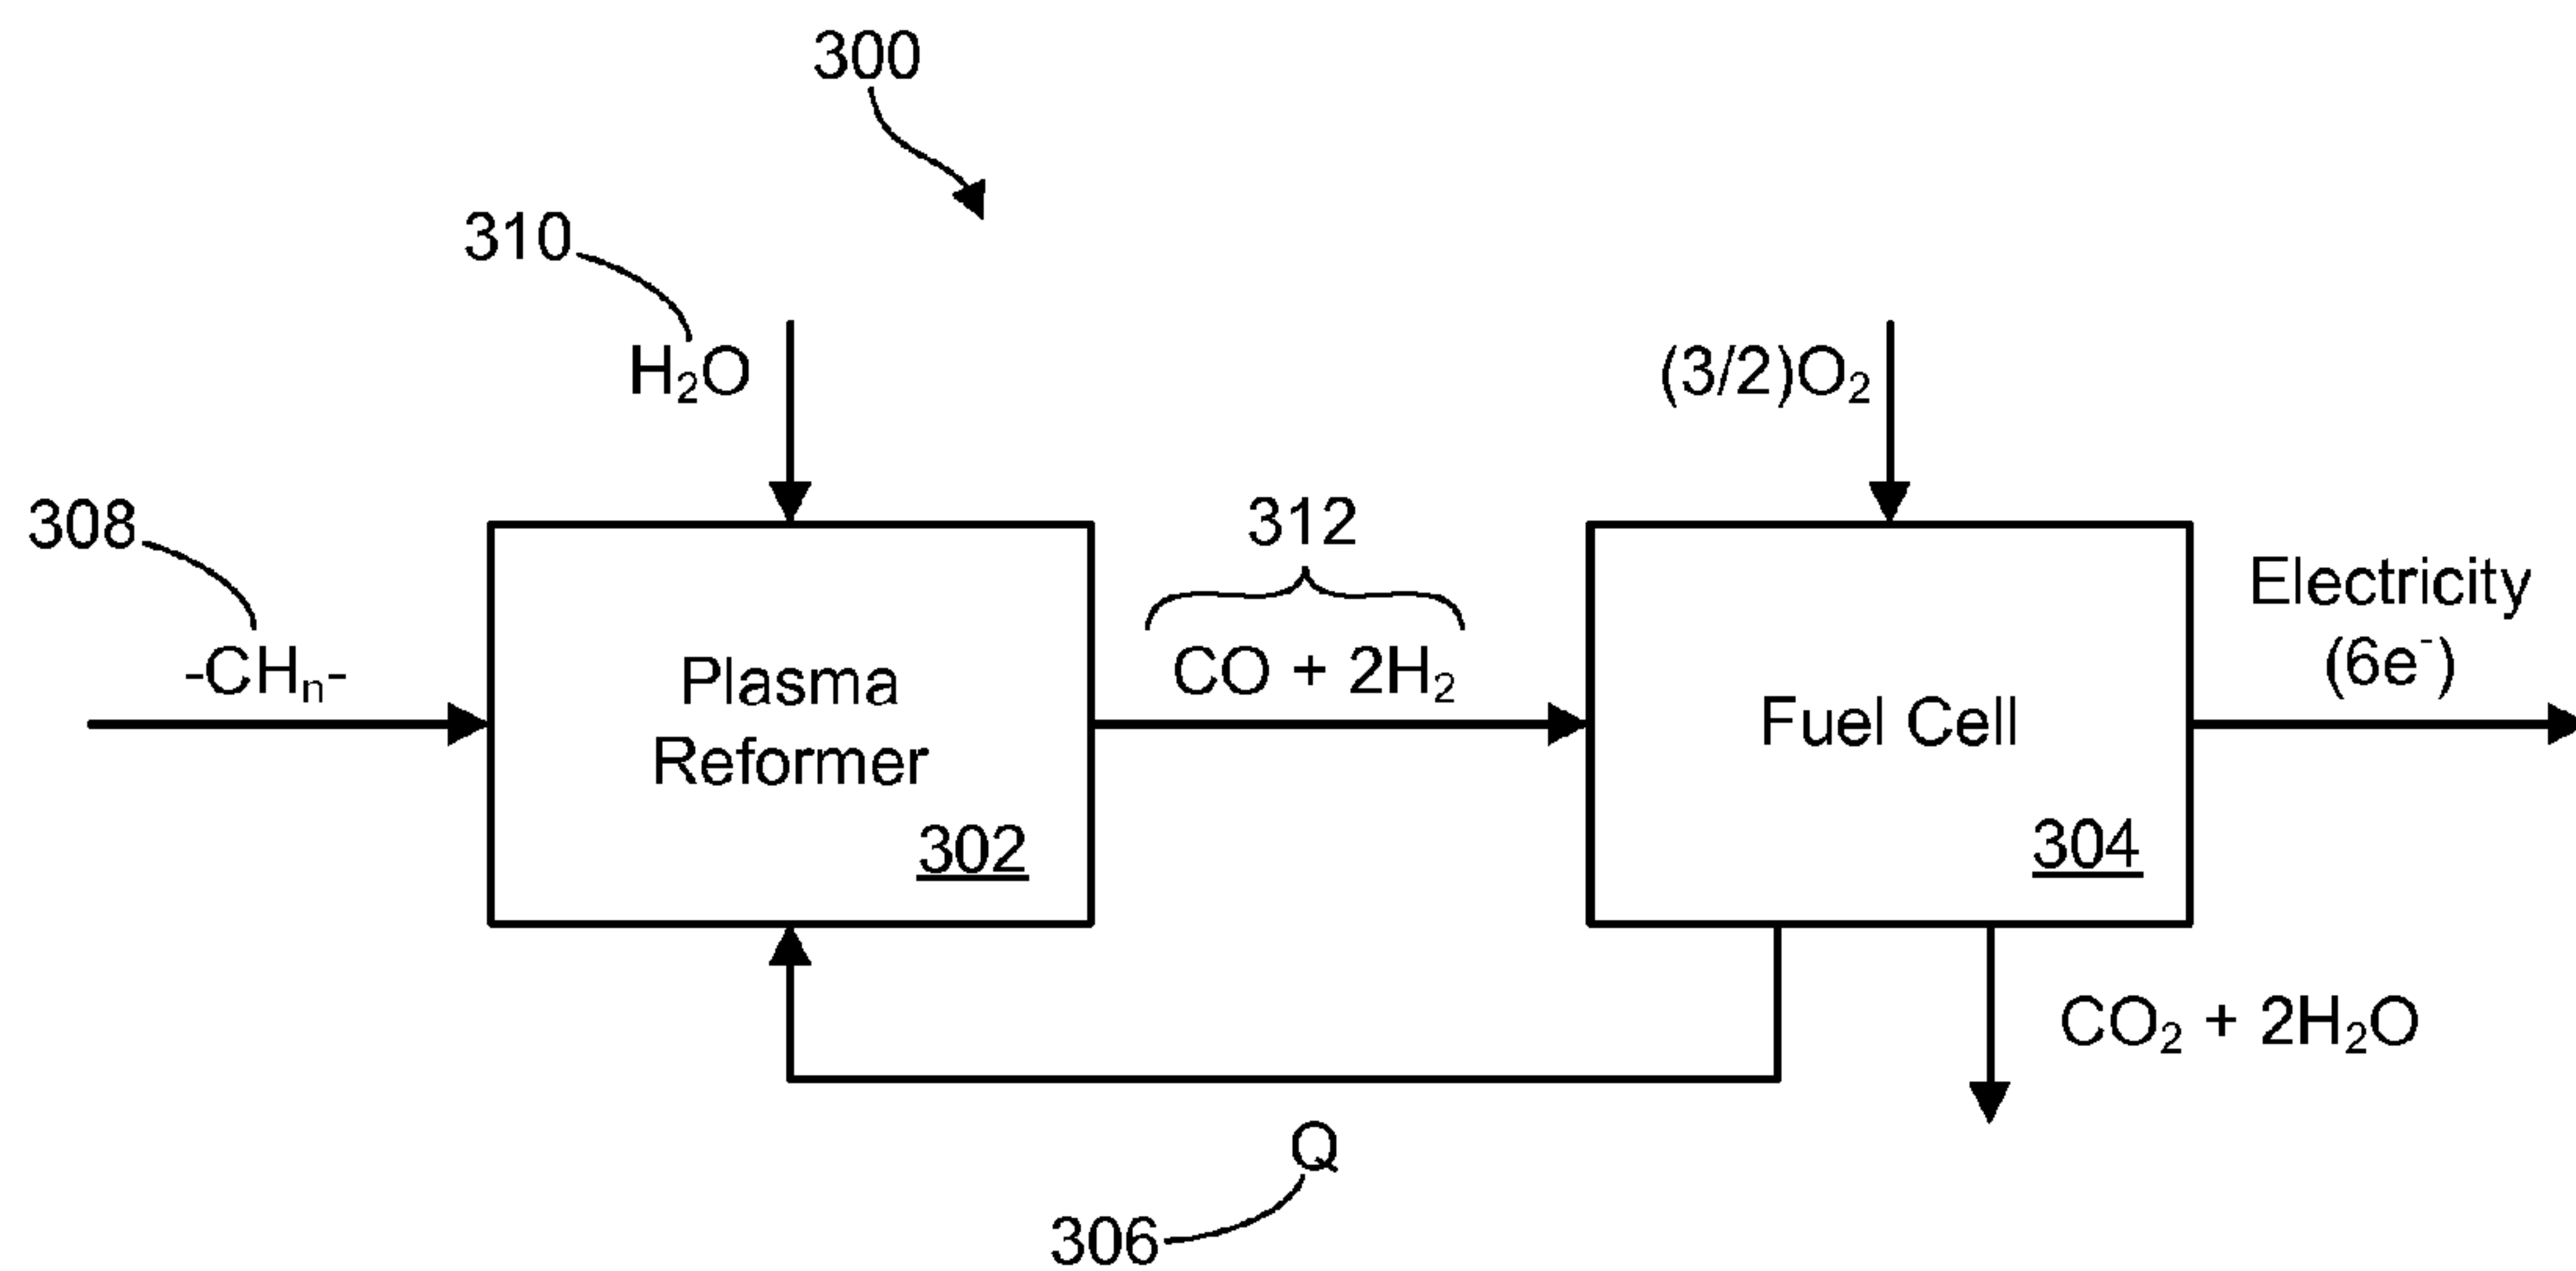 300
310
H₂O
(3/2)O₂
308
-CHₙ-
312
CO + 2H₂
Plasma
Reformer
302
Fuel Cell
304
Electricity
(6e⁻)
CO₂ + 2H₂O
Q
306